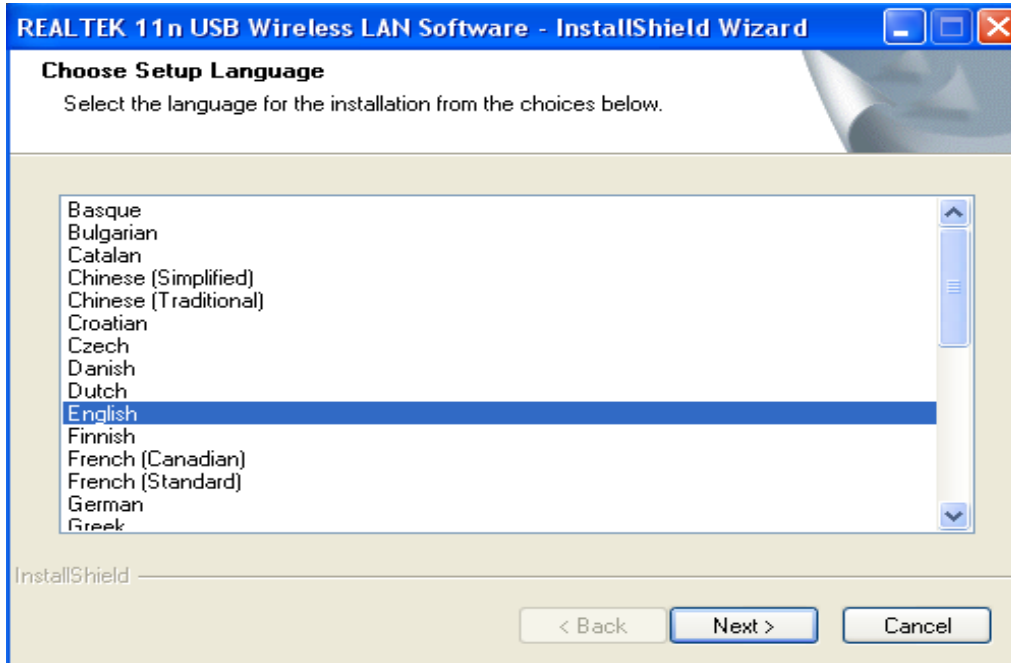 REALTEK 11n USB Wireless LAN Software - InstallShield Wizard
Choose Setup Language
Select the language for the installation from the choices below.
Basque
Bulgarian
Catalan
Chinese (Simplified)
Chinese (Traditional)
Croatian
Czech
Danish
Dutch
English
Finnish
French (Canadian)
French (Standard)
German
Greek
InstallShield
< Back Next > Cancel